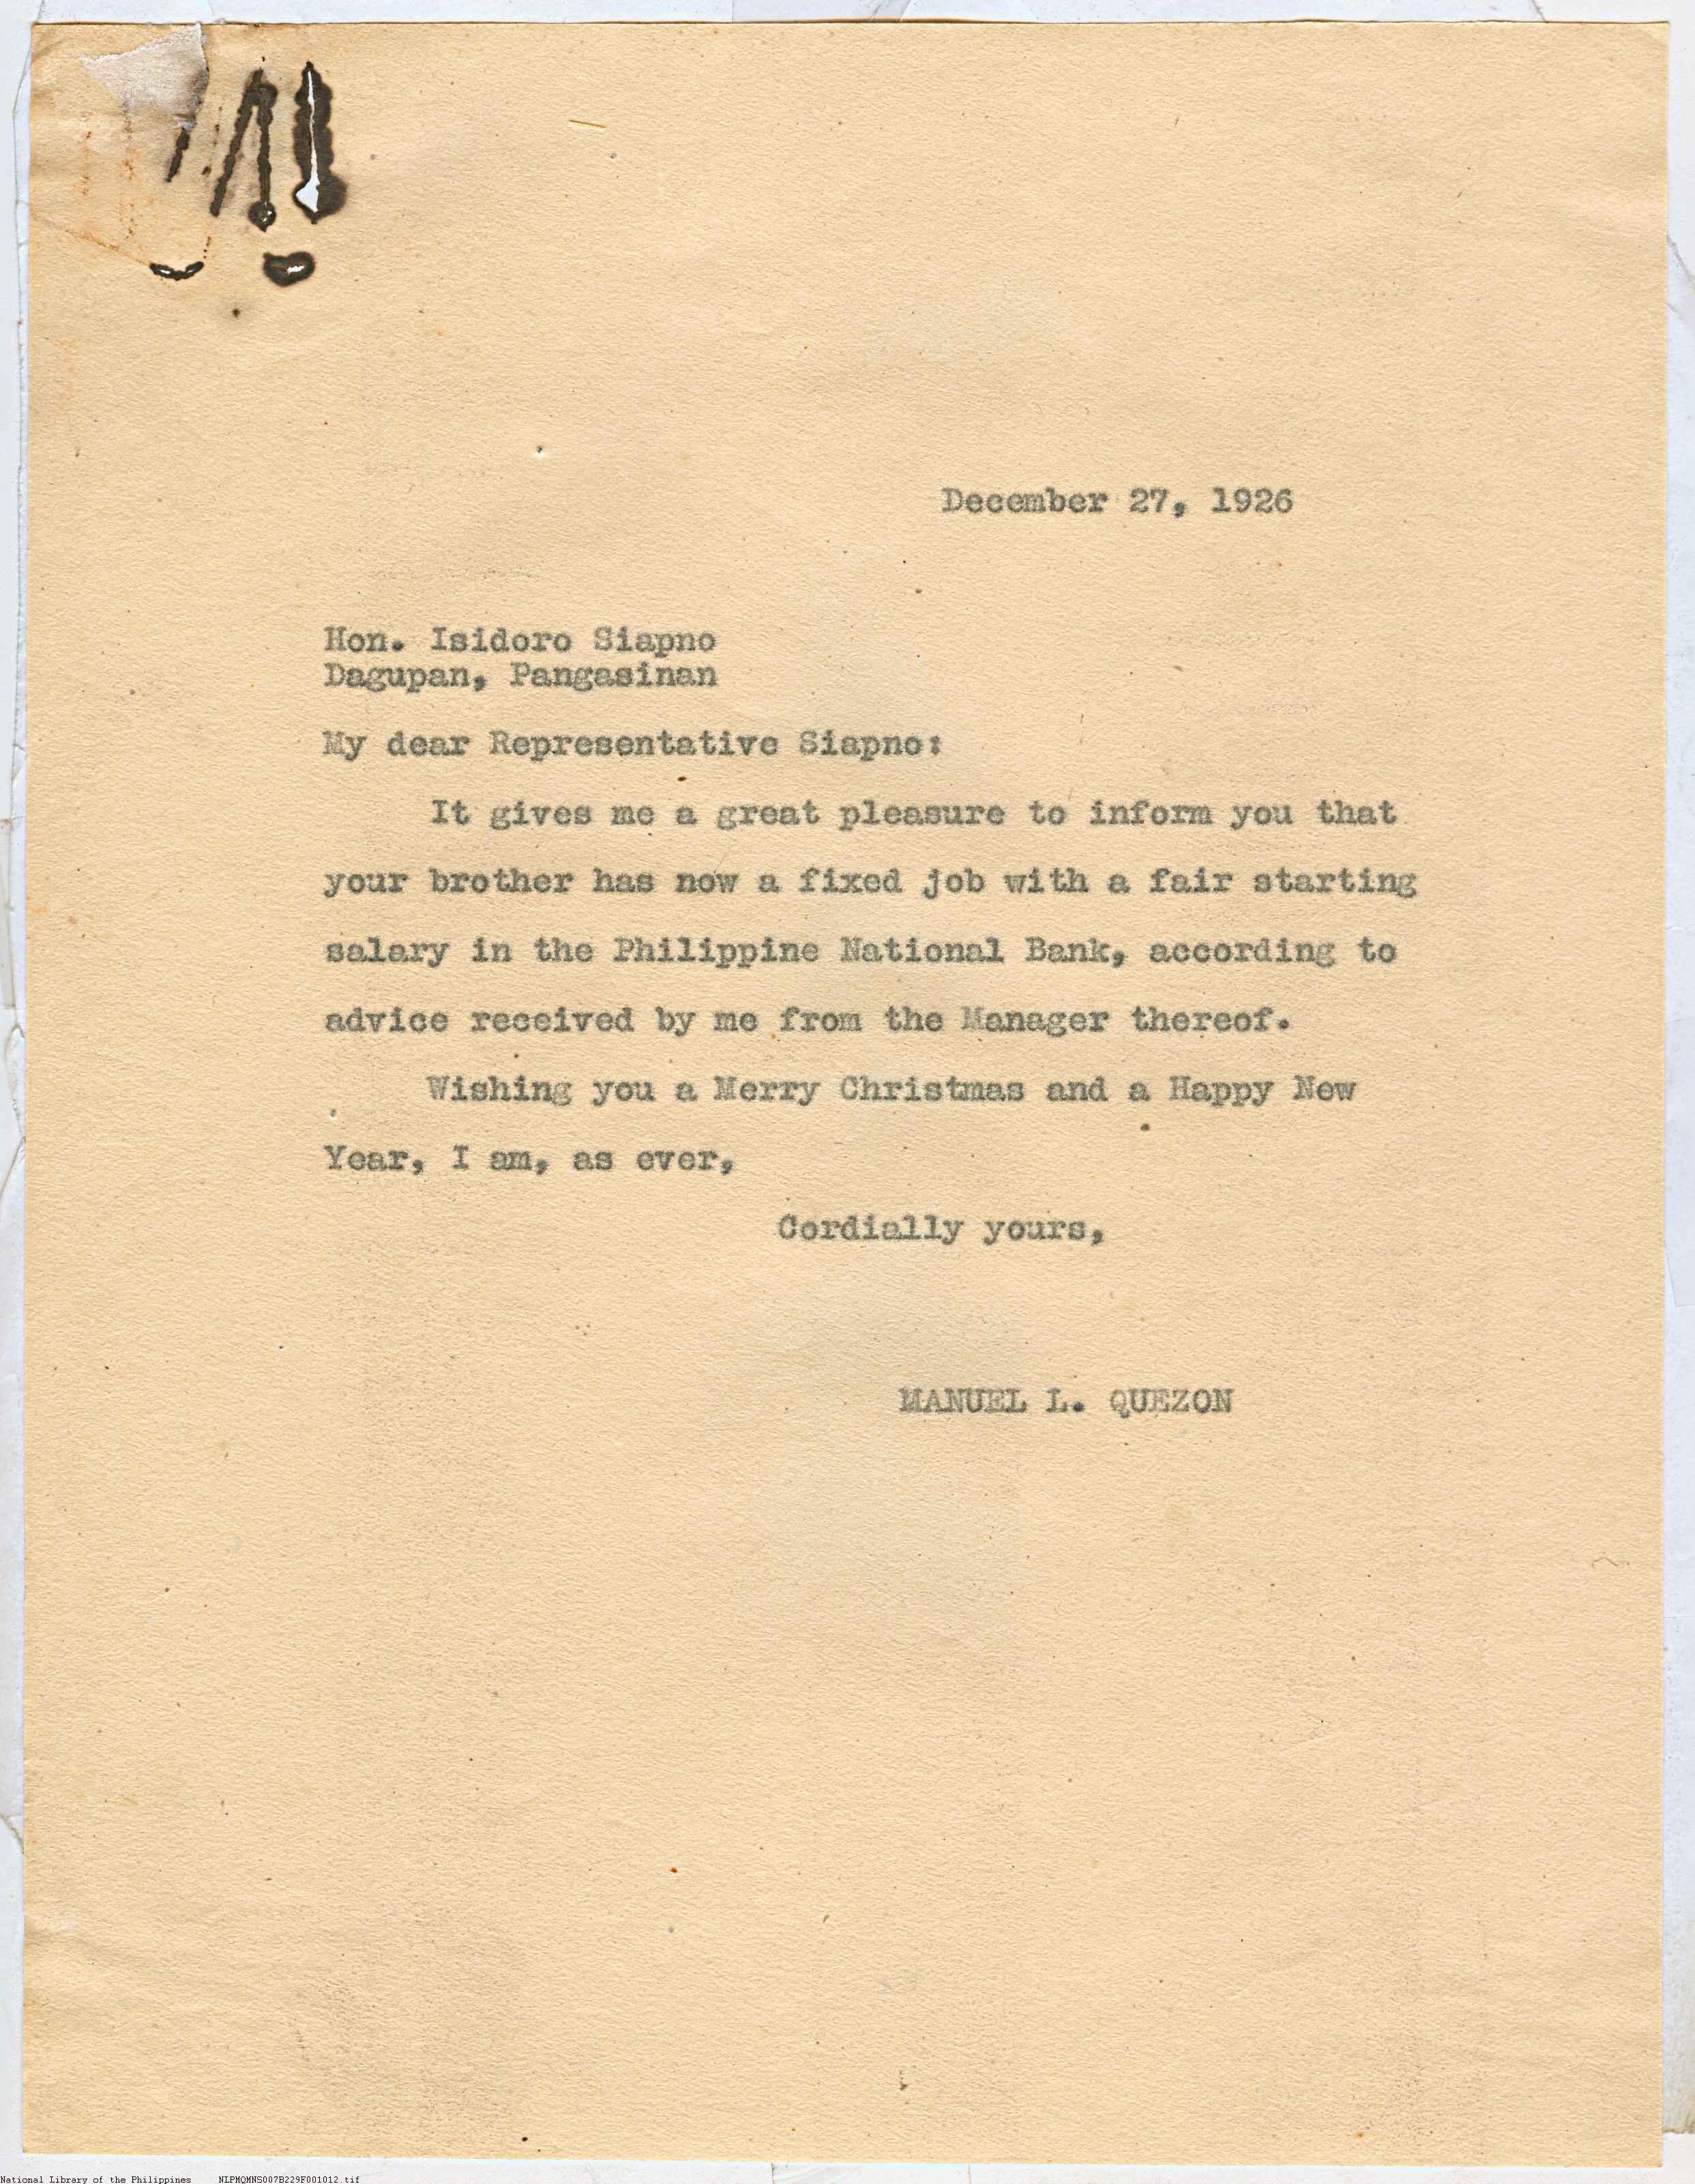 December 27, 1926
Hon. Isidoro Siapno
Dagupan, Pangasinan
My dear Representative Siapno:
It gives me a great pleasure to inform you that
your brother has now a fixed job with a fair starting
salary in the Philippine National Bank, according to
advice received by me from the Manager thereof.
Wishing you a Merry Christmas and a Happy New
Year, I am, as ever,
Cordially yours,
MANUEL L. QUEZON
National Library of the Philippines NLPMQMNS007B229F001012.tif